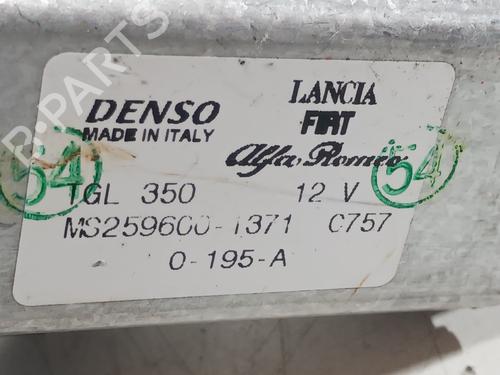 DENSO
MADE IN ITALY
LANCIA
FIAT
Alfa Romeo
54
54
TGL 350 12 V
MS259600-1371 C757
0-195-A
B-PARTS